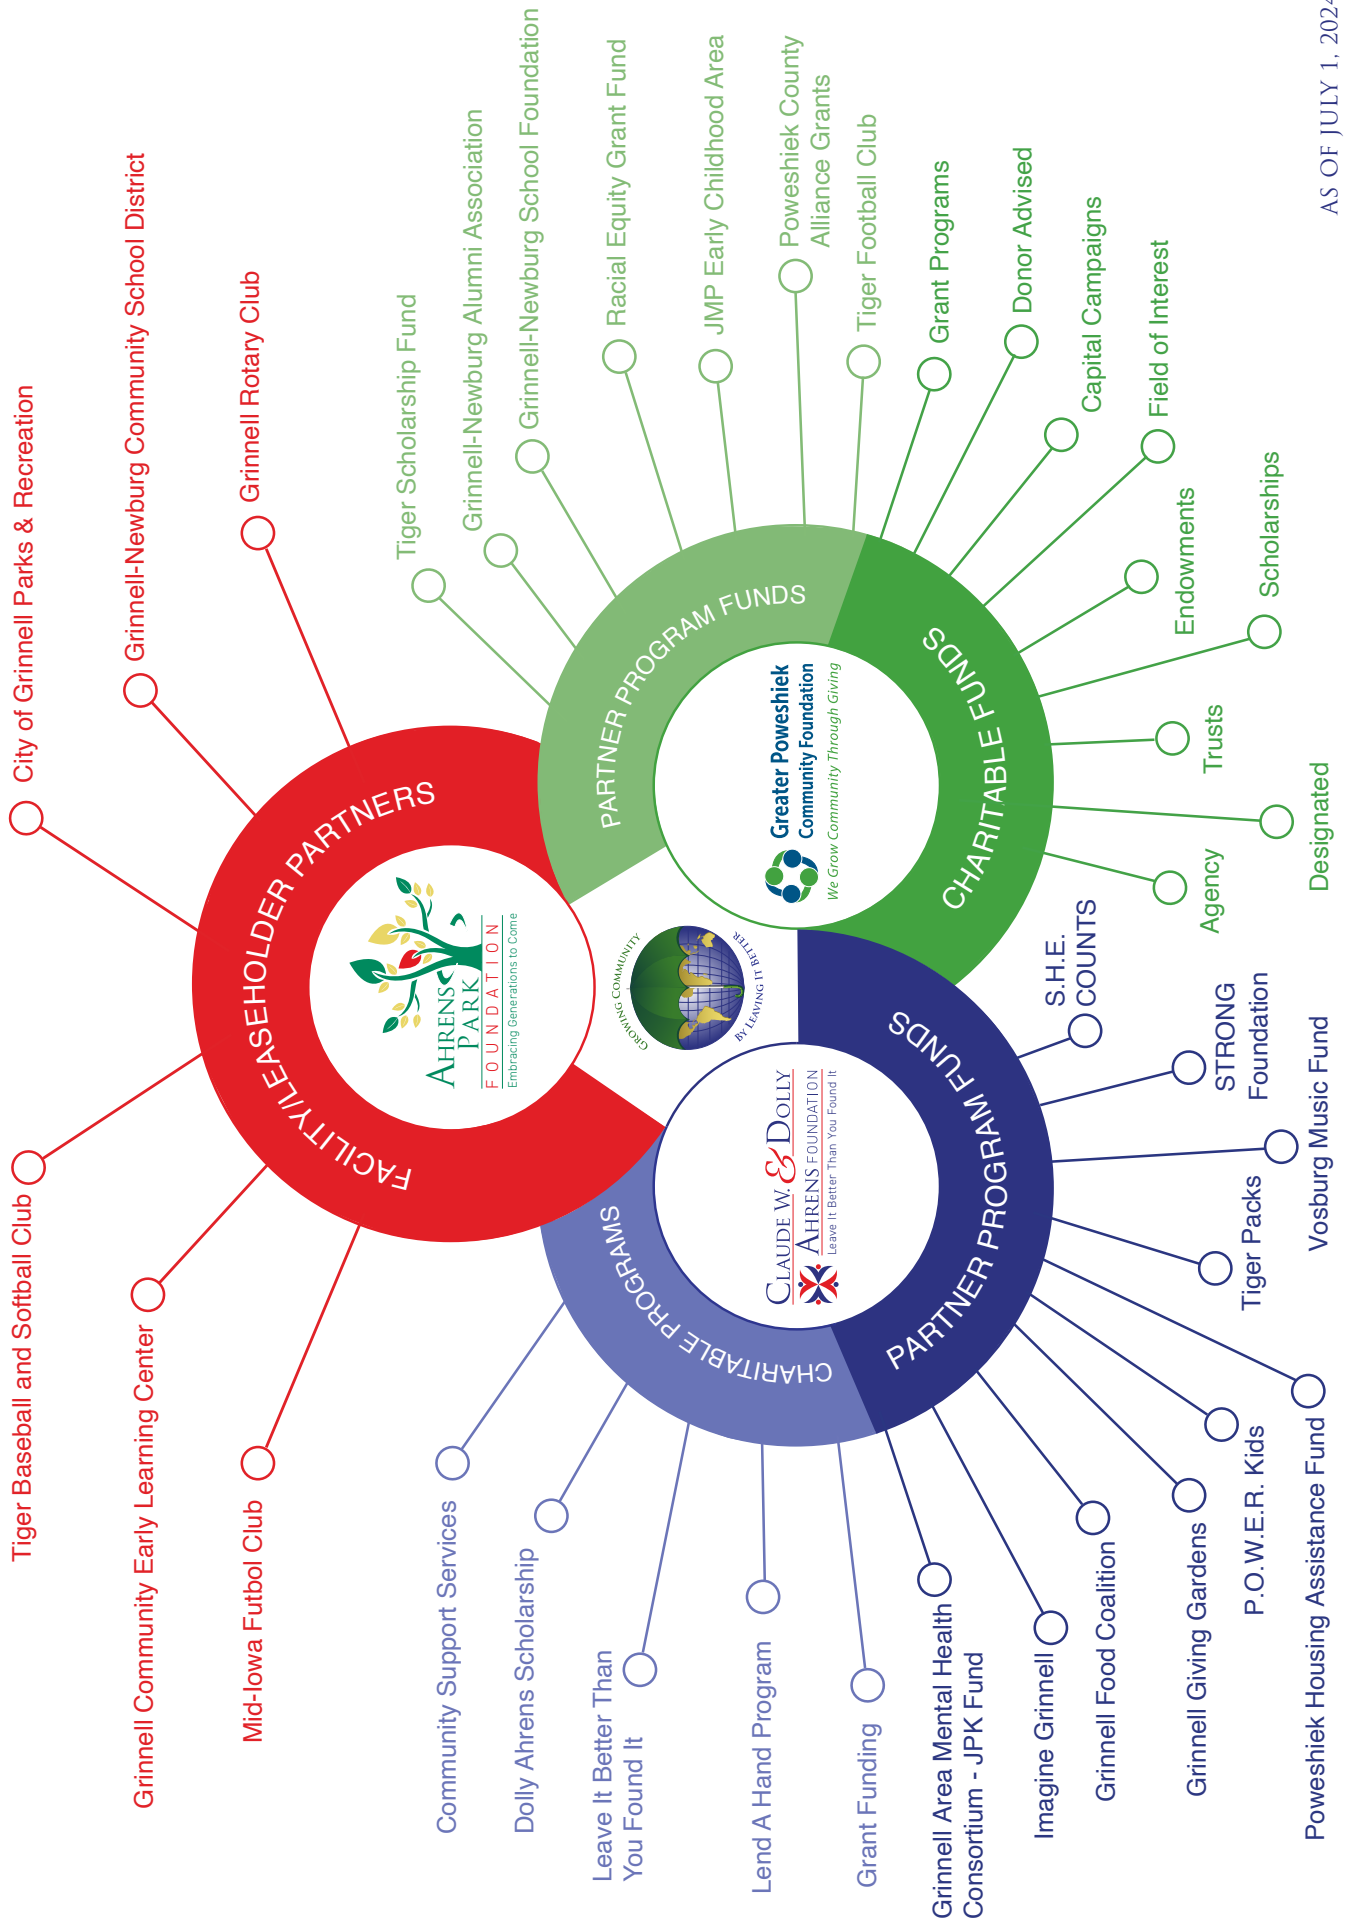 Tiger Baseball and Softball Club
City of Grinnell Parks & Recreation
Grinnell Community Early Learning Center
Grinnell-Newburg Community School District
Mid-Iowa Futbol Club
Grinnell Rotary Club
FACILITY/LEASEHOLDER PARTNERS
AHRENS
PARK
FOUNDATION
Embracing Generations to Come
Tiger Scholarship Fund
Grinnell-Newburg Alumni Association
Grinnell-Newburg School Foundation
Racial Equity Grant Fund
JMP Early Childhood Area
Poweshiek County
Alliance Grants
Tiger Football Club
PARTNER PROGRAM FUNDS
Greater Poweshiek
Community Foundation
We Grow Community Through Giving
CHARITABLE FUNDS
Grant Programs
Donor Advised
Capital Campaigns
Field of Interest
Endowments
Scholarships
Trusts
Designated
Agency
GROWING COMMUNITY
BY LEAVING IT BETTER
Community Support Services
Dolly Ahrens Scholarship
Leave It Better Than
You Found It
Lend A Hand Program
Grant Funding
CHARITABLE PROGRAMS
CLAUDE W. & DOLLY
AHRENS FOUNDATION
Leave It Better Than You Found It
PARTNER PROGRAM FUNDS
Grinnell Area Mental Health
Consortium - JPK Fund
Imagine Grinnell
Grinnell Food Coalition
Grinnell Giving Gardens
P.O.W.E.R. Kids
Poweshiek Housing Assistance Fund
Tiger Packs
Vosburg Music Fund
STRONG
Foundation
S.H.E.
COUNTS
AS OF JULY 1, 2024